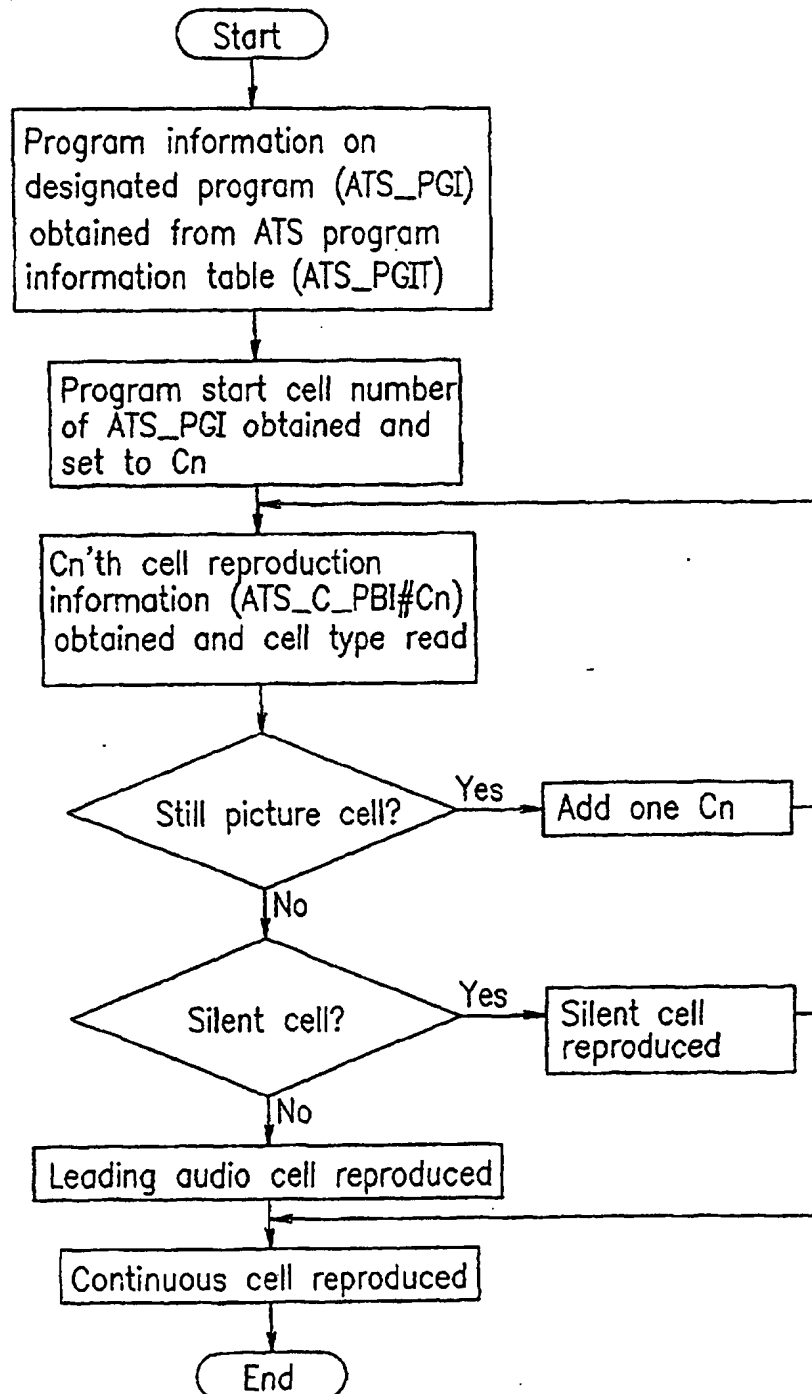 Start
Program information on
designated program (ATS_PGI)
obtained from ATS program
information table (ATS_PGIT)
Program start cell number
of ATS_PGI obtained and
set to Cn
Cn'th cell reproduction
information (ATS_C_PBI#Cn)
obtained and cell type read
Still picture cell?
Yes
Add one Cn
No
Silent cell?
Yes
Silent cell
reproduced
No
Leading audio cell reproduced
Continuous cell reproduced
End